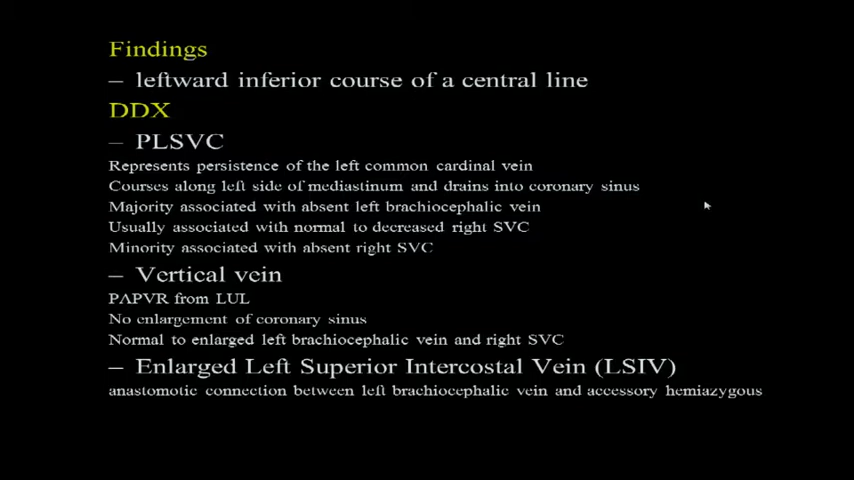 Findings
– leftward inferior course of a central line
DDX
– PLSVC
Represents persistence of the left common cardinal vein
Courses along left side of mediastinum and drains into coronary sinus
Majority associated with absent left brachiocephalic vein
Usually associated with normal to decreased right SVC
Minority associated with absent right SVC
– Vertical vein
PAPVR from LUL
No enlargement of coronary sinus
Normal to enlarged left brachiocephalic vein and right SVC
– Enlarged Left Superior Intercostal Vein (LSIV)
anastomotic connection between left brachiocephalic vein and accessory hemiazygous